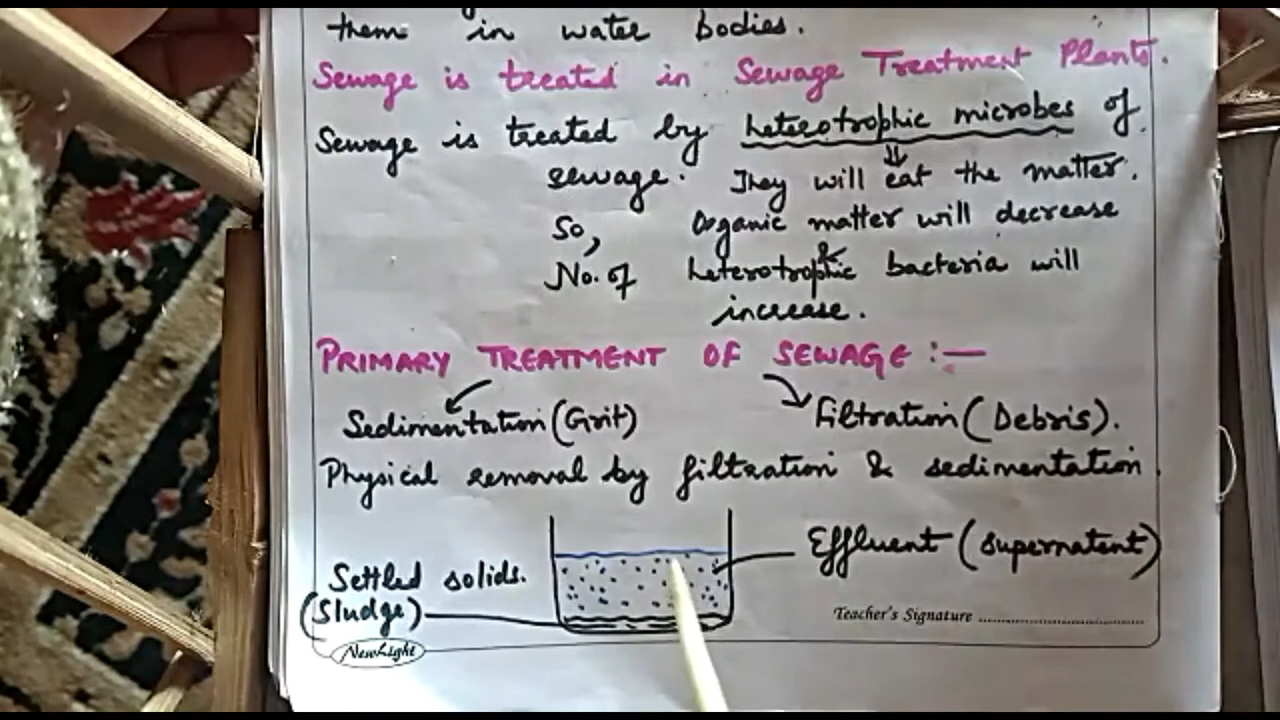 them in water bodies.
Sewage is treated in Sewage Treatment Plants.
Sewage is treated by heterotrophic microbes of
sewage. They will eat the matter.
So, Organic matter will decrease
&
No. of heterotrophic bacteria will
increase.
PRIMARY TREATMENT OF SEWAGE :—
Sedimentation (Grit) Filtration (Debris).
Physical removal by filtration & sedimentation.
Effluent (supernatent)
Settled solids.
(Sludge)
Teacher's Signature
NewLight